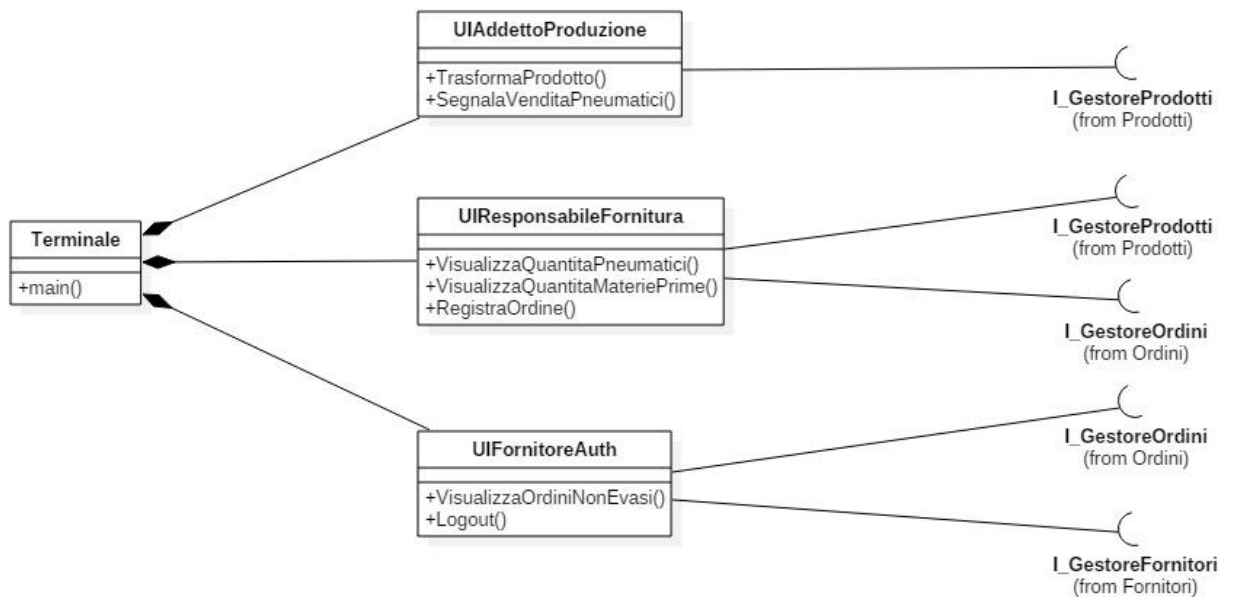 UIAddettoProduzione
+TrasformaProdotto()
+SegnalaVenditaPneumatici()
I_GestoreProdotti
(from Prodotti)
Terminale
+main()
UIResponsabileFornitura
+VisualizzaQuantitaPneumatici()
+VisualizzaQuantitaMateriePrime()
+RegistraOrdine()
I_GestoreProdotti
(from Prodotti)
I_GestoreOrdini
(from Ordini)
UIFornitoreAuth
+VisualizzaOrdiniNonEvasi()
+Logout()
I_GestoreOrdini
(from Ordini)
I_GestoreFornitori
(from Fornitori)